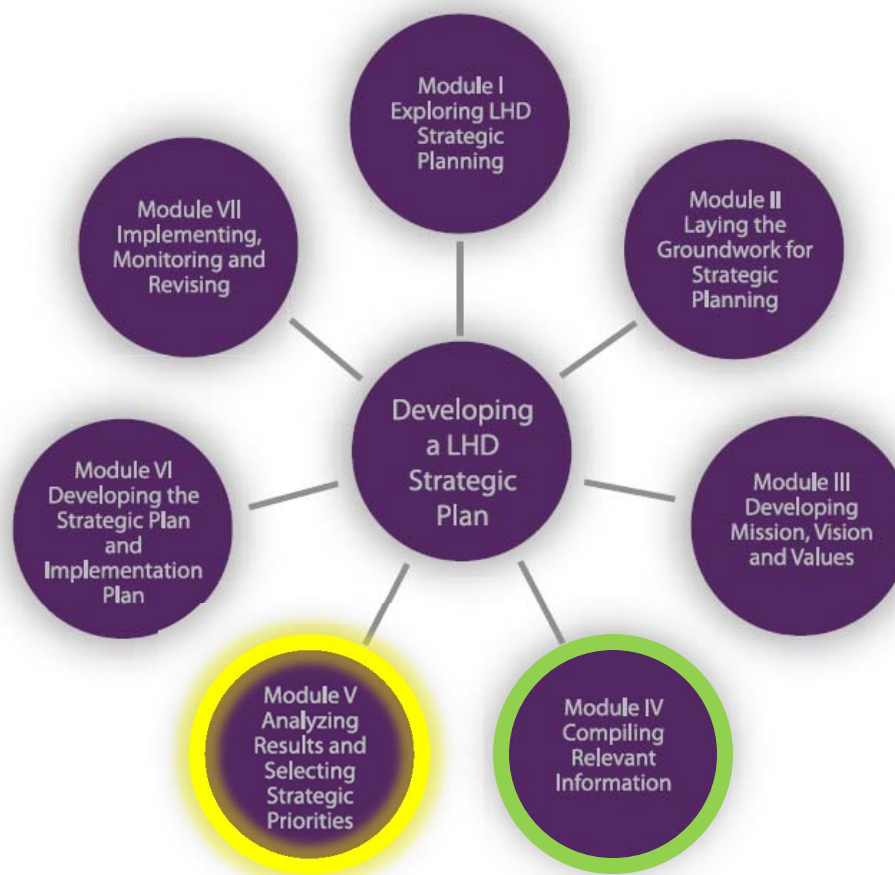 Module I
Exploring LHD
Strategic
Planning
Module II
Laying the
Groundwork for
Strategic
Planning
Module III
Developing
Mission, Vision
and Values
Module IV
Compiling
Relevant
Information
Module V
Analyzing
Results and
Selecting
Strategic
Priorities
Module VI
Developing the
Strategic Plan
and
Implementation
Plan
Module VII
Implementing,
Monitoring and
Revising
Developing
a LHD
Strategic
Plan